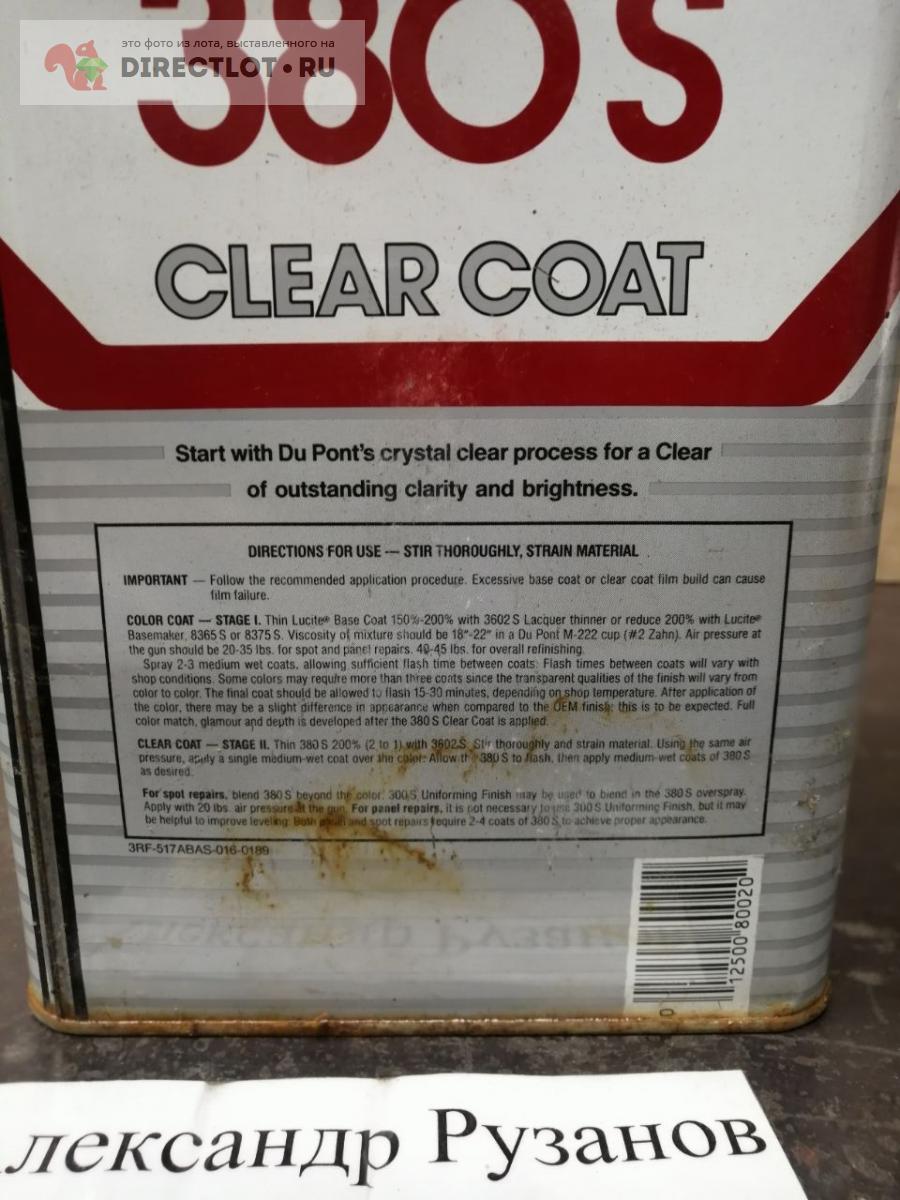 это фото из лота, выставленного на
DIRECTLOT.RU
380 S
CLEAR COAT
Start with Du Pont's crystal clear process for a Clear
of outstanding clarity and brightness.
DIRECTIONS FOR USE — STIR THOROUGHLY, STRAIN MATERIAL
IMPORTANT — Follow the recommended application procedure. Excessive base coat or clear coat film build can cause
film failure.
COLOR COAT — STAGE I. Thin Lucite® Base Coat 150%-200% with 3602 S Lacquer thinner or reduce 200% with Lucite®
Basemaker, 8365 S or 8375 S. Viscosity of mixture should be 18"-22" in a Du Pont M-222 cup (#2 Zahn). Air pressure at
the gun should be 20-35 lbs. for spot and panel repairs. 40-45 lbs. for overall refinishing.
Spray 2-3 medium wet coats, allowing sufficient flash time between coats. Flash times between coats will vary with
shop conditions. Some colors may require more than three coats since the transparent qualities of the finish will vary from
color to color. The final coat should be allowed to flash 15-30 minutes, depending on shop temperature. After application of
the color, there may be a slight difference in appearance when compared to the OEM finish; this is to be expected. Full
color match, glamour and depth is developed after the 380 S Clear Coat is applied.
CLEAR COAT — STAGE II. Thin 380 S 200% (2 to 1) with 3602 S. Stir thoroughly and strain material. Using the same air
pressure, apply a single medium-wet coat over the color. Allow the 380 S to flash, then apply medium-wet coats of 380 S
as desired.
For spot repairs, blend 380 S beyond the color. 300 S Uniforming Finish may be used to blend in the 380 S overspray.
Apply with 20 lbs. air pressure at the gun. For panel repairs, it is not necessary to use 300 S Uniforming Finish, but it may
be helpful to improve leveling. Both panel and spot repairs require 2-4 coats of 380 S to achieve proper appearance.
3RF-517ABAS-016-0189
0 12500 80020
лександр Рузанов